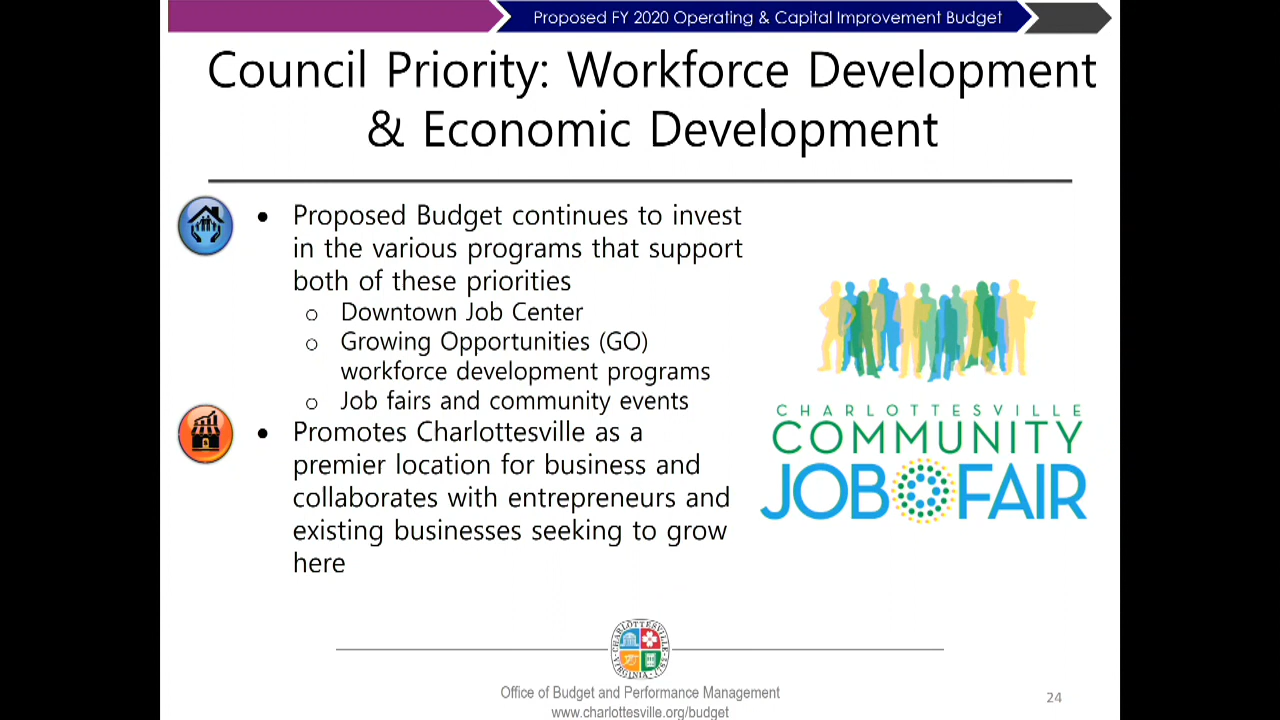 Proposed FY 2020 Operating & Capital Improvement Budget
Council Priority: Workforce Development
& Economic Development
• Proposed Budget continues to invest
in the various programs that support
both of these priorities
o Downtown Job Center
o Growing Opportunities (GO)
workforce development programs
o Job fairs and community events
• Promotes Charlottesville as a
premier location for business and
collaborates with entrepreneurs and
existing businesses seeking to grow
here
CHARLOTTESVILLE
COMMUNITY
JOB FAIR
CHARLOTTESVILLE
VIRGINIA-1762
Office of Budget and Performance Management
www.charlottesville.org/budget
24